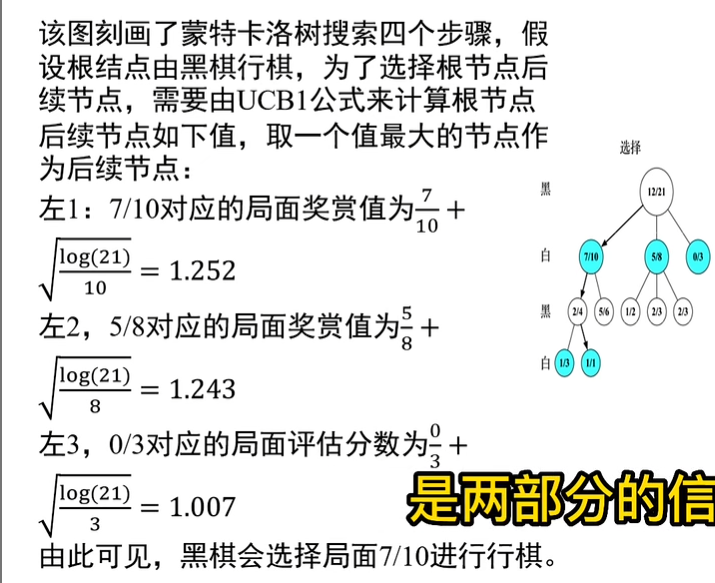 该图刻画了蒙特卡洛树搜索四个步骤，假
设根结点由黑棋行棋，为了选择根节点后
续节点，需要由UCB1公式来计算根节点
后续节点如下值，取一个值最大的节点作
为后续节点：
左1：7/10对应的局面奖赏值为7/10 +
√(log(21)/10) = 1.252
左2，5/8对应的局面奖赏值为5/8 +
√(log(21)/8) = 1.243
左3，0/3对应的局面评估分数为0/3 +
√(log(21)/3) = 1.007
由此可见，黑棋会选择局面7/10进行行棋。
选择
黑 12/21
白 7/10 5/8 0/3
黑 2/4 5/6 1/2 2/3 2/3
白 1/3 1/1
是两部分的信